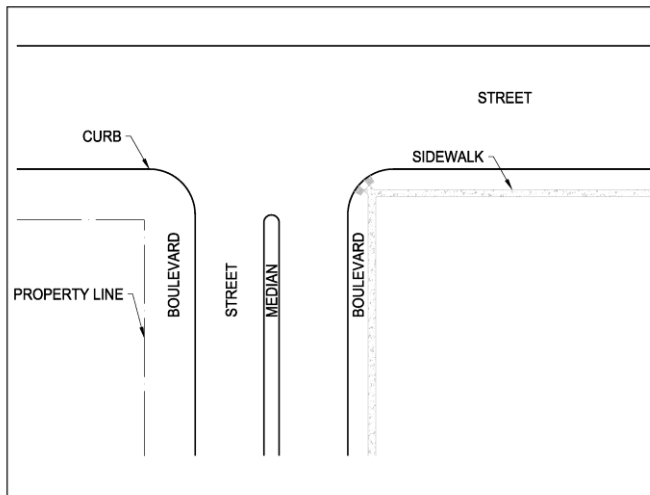 STREET
CURB
SIDEWALK
BOULEVARD
STREET
MEDIAN
BOULEVARD
PROPERTY LINE